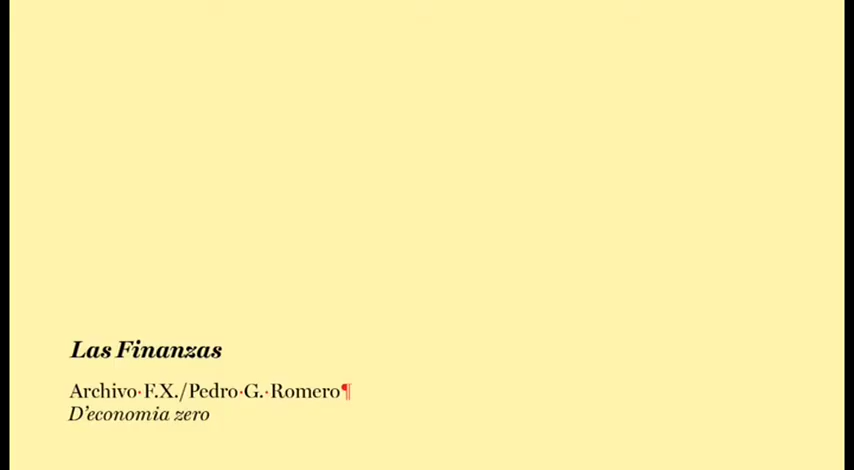 Las Finanzas
Archivo·F.X./Pedro·G.·Romero¶
D’economia zero